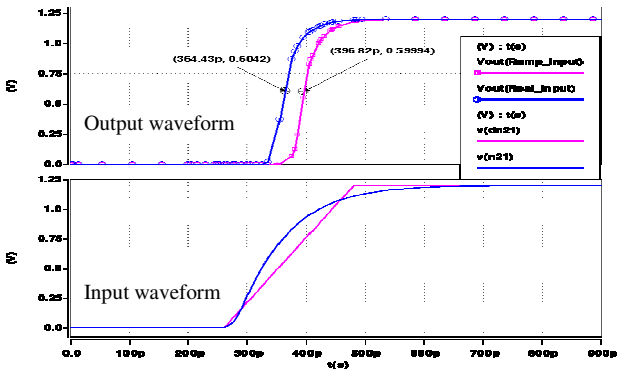 1.25
1.0
0.75
0.5
0.25
0.0
(V)
(364.43p, 0.6042)
(396.82p, 0.59994)
Output waveform
(V) : t(s)
Vout(Ramp_Input)
Vout(Real_Input)
(V) : t(s)
v(din21)
v(n21)
1.25
1.0
0.75
0.5
0.25
0.0
(V)
Input waveform
0.0 100p 200p 300p 400p 500p 600p 700p 800p 900p
t(s)